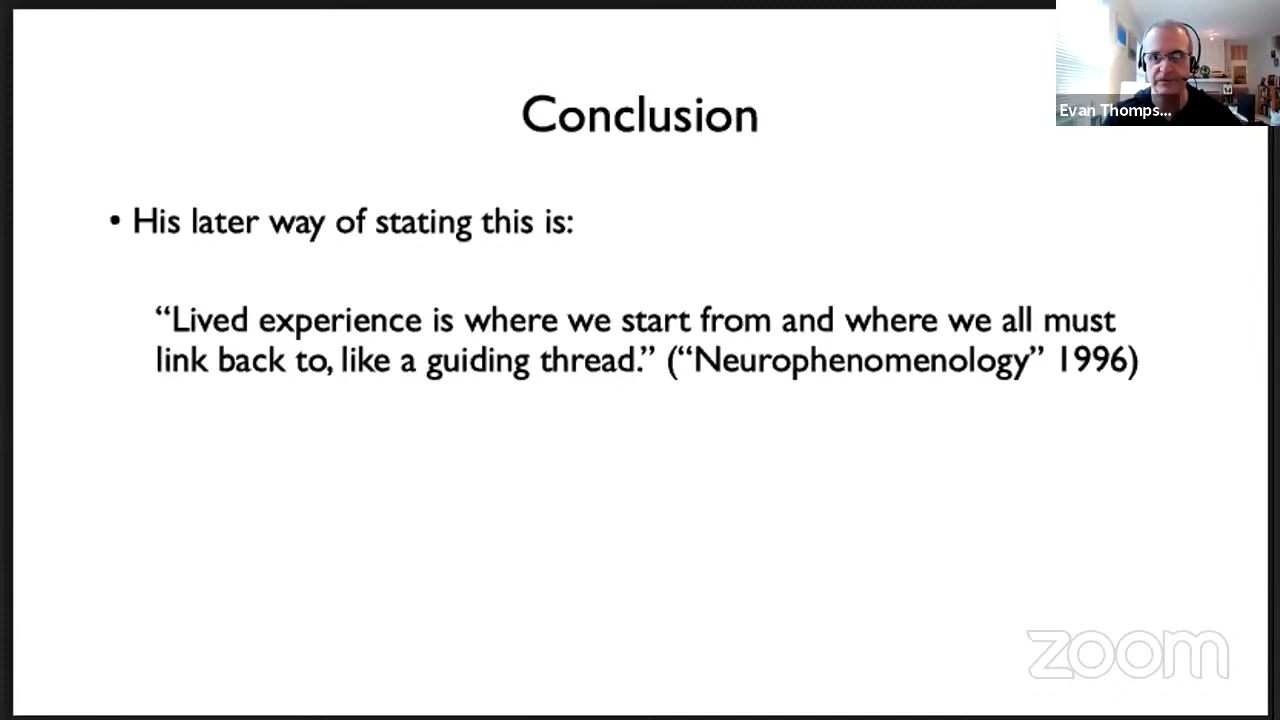 Conclusion
Evan Thomps...
• His later way of stating this is:
“Lived experience is where we start from and where we all must
link back to, like a guiding thread.” (“Neurophenomenology” 1996)
zoom